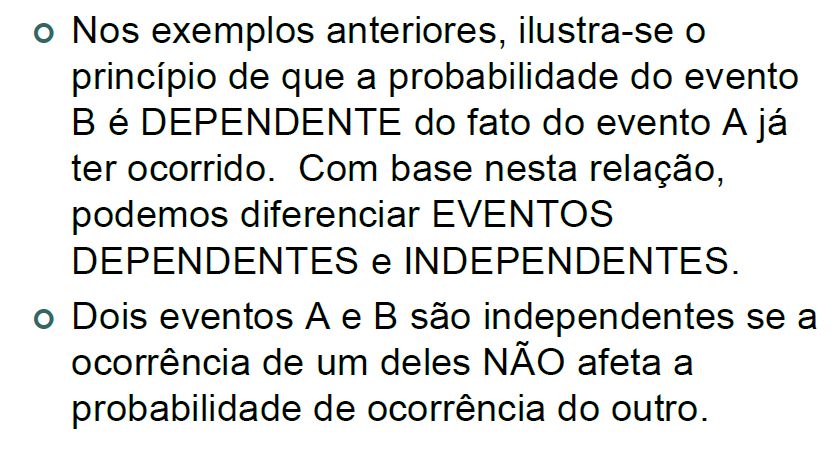 Nos exemplos anteriores, ilustra-se o
princípio de que a probabilidade do evento
B é DEPENDENTE do fato do evento A já
ter ocorrido.  Com base nesta relação,
podemos diferenciar EVENTOS
DEPENDENTES e INDEPENDENTES.
Dois eventos A e B são independentes se a
ocorrência de um deles NÃO afeta a
probabilidade de ocorrência do outro.